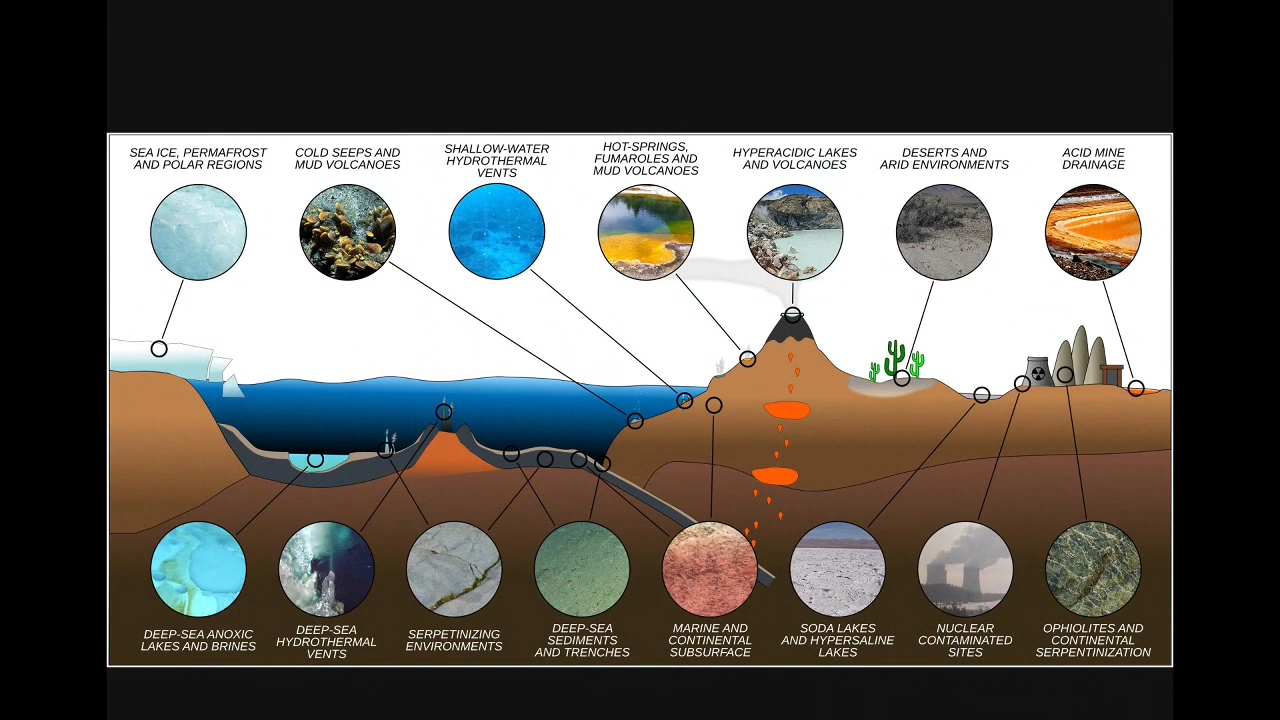 SEA ICE, PERMAFROST
AND POLAR REGIONS
COLD SEEPS AND
MUD VOLCANOES
SHALLOW-WATER
HYDROTHERMAL
VENTS
HOT-SPRINGS,
FUMAROLES AND
MUD VOLCANOES
HYPERACIDIC LAKES
AND VOLCANOES
DESERTS AND
ARID ENVIRONMENTS
ACID MINE
DRAINAGE
DEEP-SEA ANOXIC
LAKES AND BRINES
DEEP-SEA
HYDROTHERMAL
VENTS
SERPETINIZING
ENVIRONMENTS
DEEP-SEA
SEDIMENTS
AND TRENCHES
MARINE AND
CONTINENTAL
SUBSURFACE
SODA LAKES
AND HYPERSALINE
LAKES
NUCLEAR
CONTAMINATED
SITES
OPHIOLITES AND
CONTINENTAL
SERPENTINIZATION